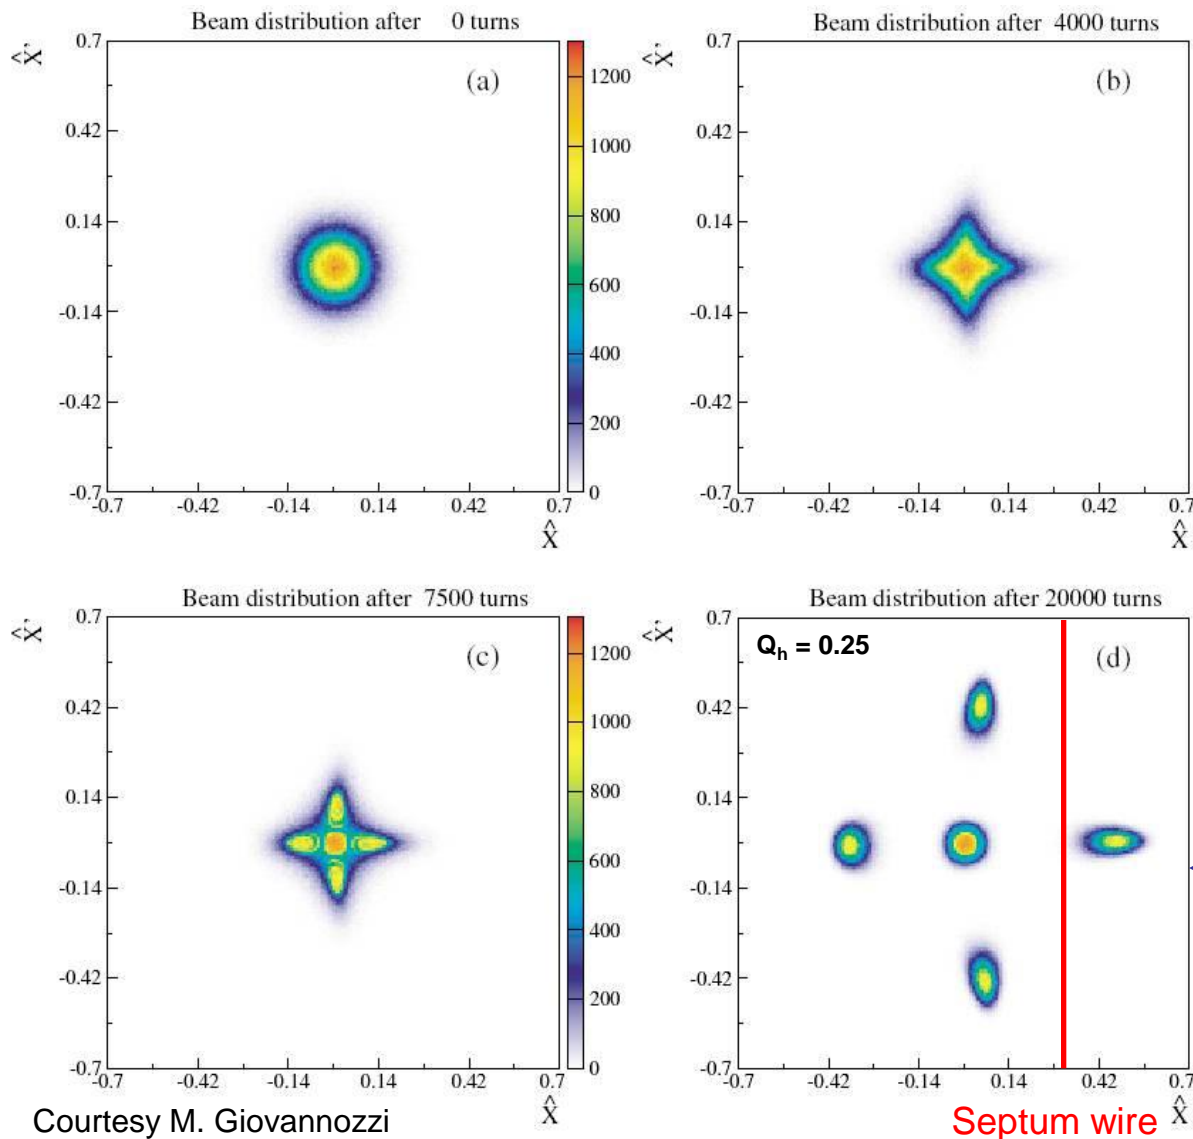 Beam distribution after 0 turns
0.7
X̂'
(a)
0.42
0.14
-0.14
-0.42
-0.7
-0.7 -0.42 -0.14 0.14 0.42 0.7
X̂
1200
1000
800
600
400
200
0
Beam distribution after 4000 turns
0.7
X̂'
(b)
0.42
0.14
-0.14
-0.42
-0.7
-0.7 -0.42 -0.14 0.14 0.42 0.7
X̂
Beam distribution after 7500 turns
0.7
X̂'
(c)
0.42
0.14
-0.14
-0.42
-0.7
-0.7 -0.42 -0.14 0.14 0.42 0.7
X̂
1200
1000
800
600
400
200
0
Beam distribution after 20000 turns
0.7
X̂'
Qh = 0.25
(d)
0.42
0.14
-0.14
-0.42
-0.7
-0.7 -0.42 -0.14 0.14 0.42 0.7
X̂
Courtesy M. Giovannozzi
Septum wire